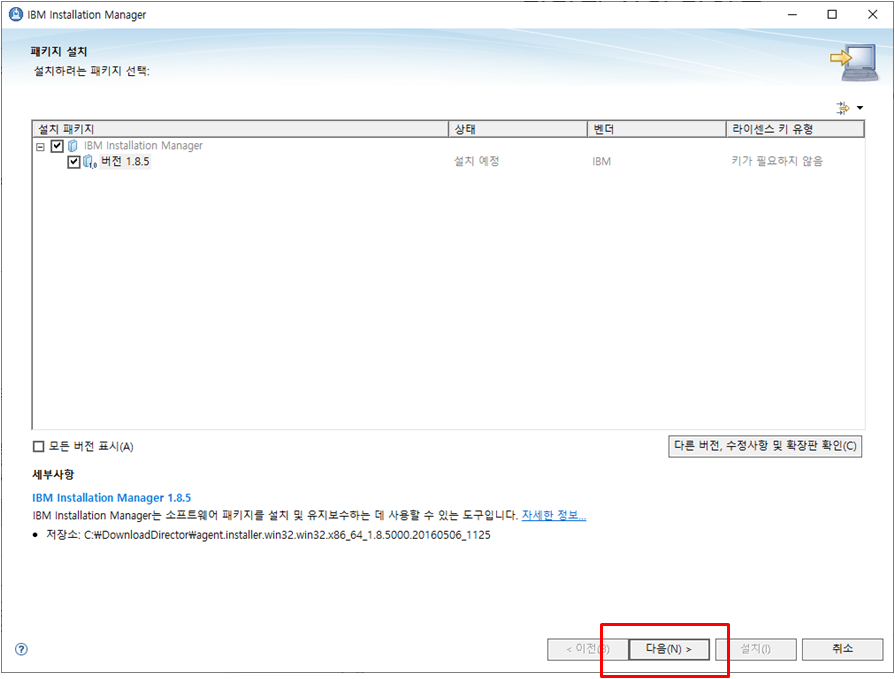 IBM Installation Manager
패키지 설치
설치하려는 패키지 선택:
설치 패키지 상태 벤더 라이센스 키 유형
IBM Installation Manager
버전 1.8.5 설치 예정 IBM 키가 필요하지 않음
모든 버전 표시(A) 다른 버전, 수정사항 및 확장판 확인(C)
세부사항
IBM Installation Manager 1.8.5
IBM Installation Manager는 소프트웨어 패키지를 설치 및 유지보수하는 데 사용할 수 있는 도구입니다. 자세한 정보...
• 저장소: C:₩DownloadDirector₩agent.installer.win32.win32.x86_64_1.8.5000.20160506_1125
< 이전(B) 다음(N) > 설치(I) 취소